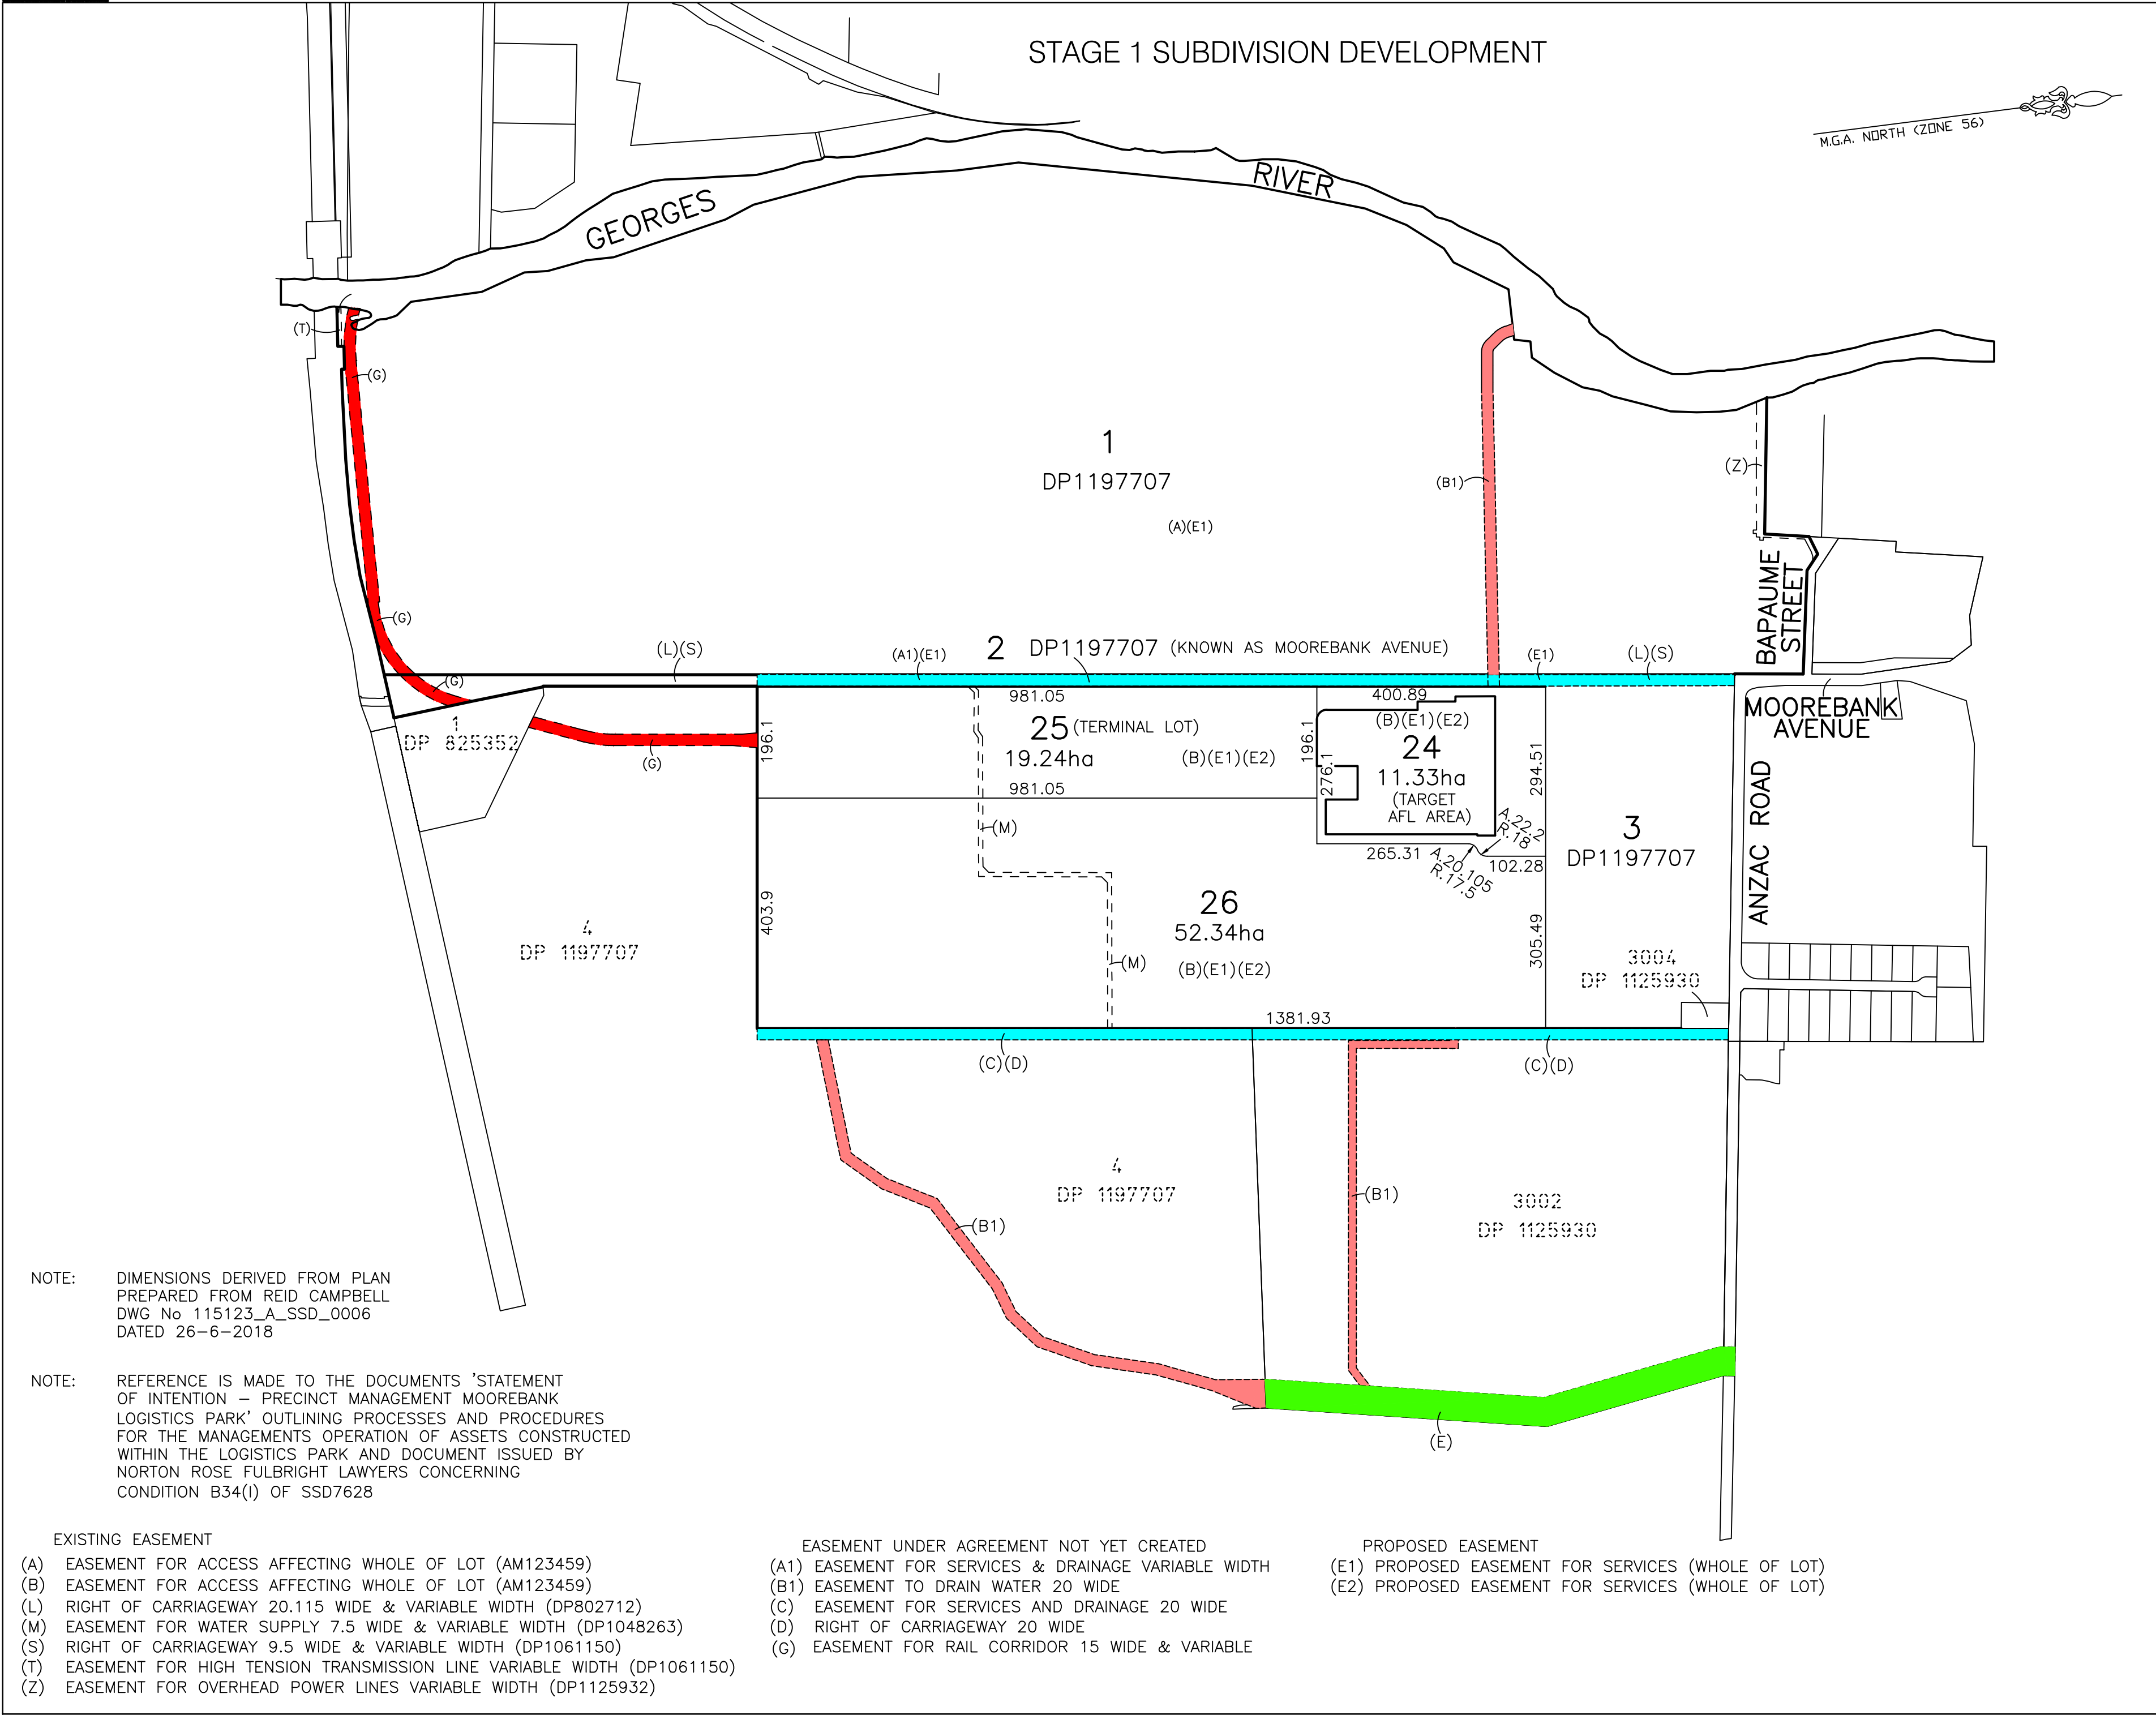 STAGE 1 SUBDIVISION DEVELOPMENT
M.G.A. NORTH (ZONE 56)
GEORGES
RIVER
(T)
(G)
1
DP1197707
(A)(E1)
(B1)
(Z)
BAPAUME
STREET
(G)
(L)(S)
(A1)(E1)
2 DP1197707 (KNOWN AS MOOREBANK AVENUE)
(E1)
(L)(S)
(G)
MOOREBANK
AVENUE
981.05
400.89
1
DP 825352
(G)
196.1
25 (TERMINAL LOT)
19.24ha
(B)(E1)(E2)
981.05
196.1
276.1
(B)(E1)(E2)
24
11.33ha
(TARGET
AFL AREA)
294.51
A.22.2
R.18
265.31
A.20.105
R.17.5
102.28
3
DP1197707
ANZAC ROAD
(M)
403.9
26
52.34ha
(B)(E1)(E2)
(M)
305.49
4
DP 1197707
3004
DP 1125930
1381.93
(C)(D)
(C)(D)
4
DP 1197707
(B1)
(B1)
3002
DP 1125930
(E)
NOTE: DIMENSIONS DERIVED FROM PLAN
PREPARED FROM REID CAMPBELL
DWG No 115123_A_SSD_0006
DATED 26-6-2018
NOTE: REFERENCE IS MADE TO THE DOCUMENTS 'STATEMENT
OF INTENTION – PRECINCT MANAGEMENT MOOREBANK
LOGISTICS PARK' OUTLINING PROCESSES AND PROCEDURES
FOR THE MANAGEMENTS OPERATION OF ASSETS CONSTRUCTED
WITHIN THE LOGISTICS PARK AND DOCUMENT ISSUED BY
NORTON ROSE FULBRIGHT LAWYERS CONCERNING
CONDITION B34(I) OF SSD7628
EXISTING EASEMENT
(A) EASEMENT FOR ACCESS AFFECTING WHOLE OF LOT (AM123459)
(B) EASEMENT FOR ACCESS AFFECTING WHOLE OF LOT (AM123459)
(L) RIGHT OF CARRIAGEWAY 20.115 WIDE & VARIABLE WIDTH (DP802712)
(M) EASEMENT FOR WATER SUPPLY 7.5 WIDE & VARIABLE WIDTH (DP1048263)
(S) RIGHT OF CARRIAGEWAY 9.5 WIDE & VARIABLE WIDTH (DP1061150)
(T) EASEMENT FOR HIGH TENSION TRANSMISSION LINE VARIABLE WIDTH (DP1061150)
(Z) EASEMENT FOR OVERHEAD POWER LINES VARIABLE WIDTH (DP1125932)
EASEMENT UNDER AGREEMENT NOT YET CREATED
(A1) EASEMENT FOR SERVICES & DRAINAGE VARIABLE WIDTH
(B1) EASEMENT TO DRAIN WATER 20 WIDE
(C) EASEMENT FOR SERVICES AND DRAINAGE 20 WIDE
(D) RIGHT OF CARRIAGEWAY 20 WIDE
(G) EASEMENT FOR RAIL CORRIDOR 15 WIDE & VARIABLE
PROPOSED EASEMENT
(E1) PROPOSED EASEMENT FOR SERVICES (WHOLE OF LOT)
(E2) PROPOSED EASEMENT FOR SERVICES (WHOLE OF LOT)